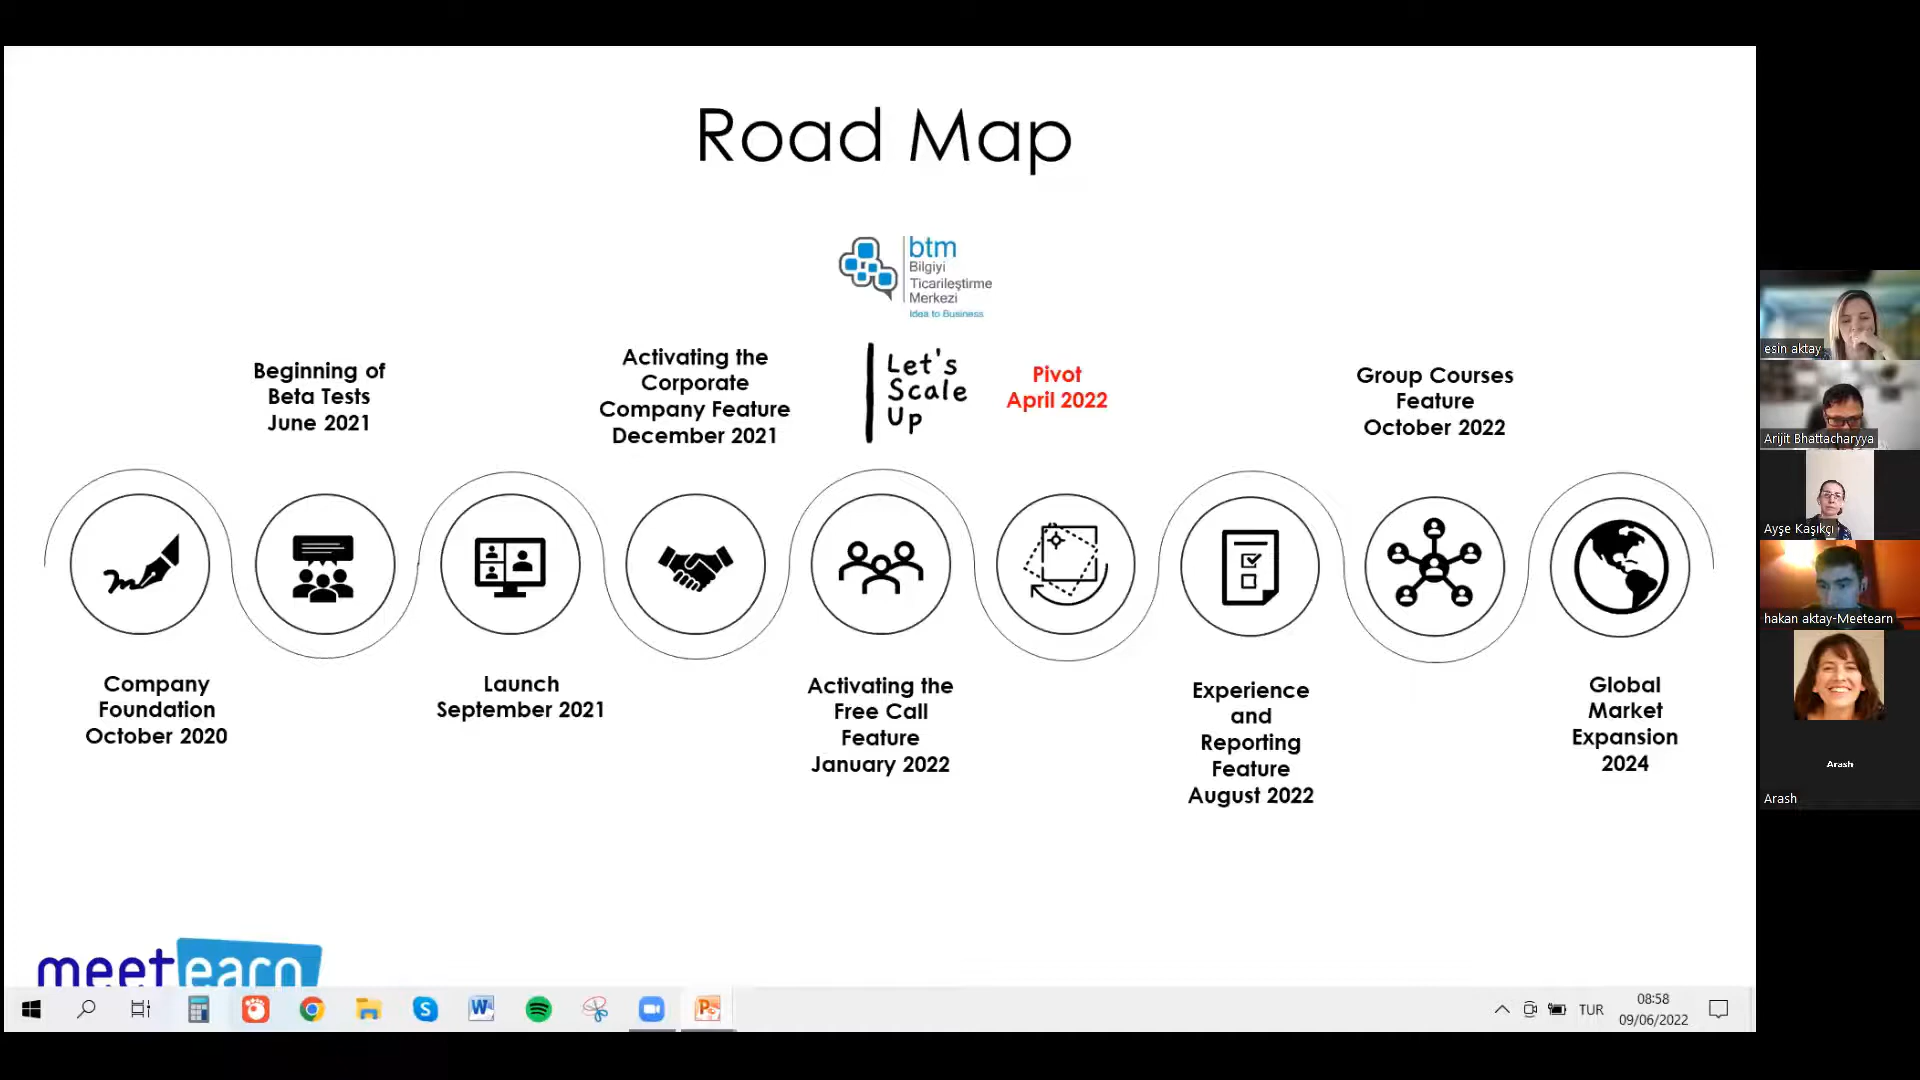 Road Map
btm
Bilgiyi
Ticarileştirme
Merkezi
Idea to Business
Beginning of
Beta Tests
June 2021
Activating the
Corporate
Company Feature
December 2021
Let's
Scale
Up
Pivot
April 2022
Group Courses
Feature
October 2022
Company
Foundation
October 2020
Launch
September 2021
Activating the
Free Call
Feature
January 2022
Experience
and
Reporting
Feature
August 2022
Global
Market
Expansion
2024
meetearn
TUR
08:58
09/06/2022
esin aktay
Arijit Bhattacharyya
Ayşe Kaşıkçı
hakan aktay-Meetearn
Arash
Arash